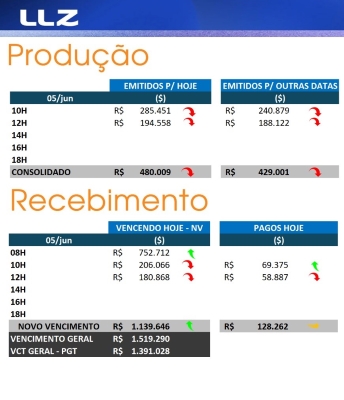 LLZ
Produção
EMITIDOS P/ HOJE EMITIDOS P/ OUTRAS DATAS
05/jun ($) ($)
10H R$ 285.451 R$ 240.879
12H R$ 194.558 R$ 188.122
14H
16H
18H
CONSOLIDADO R$ 480.009 R$ 429.001
Recebimento
VENCENDO HOJE - NV PAGOS HOJE
05/jun ($) ($)
08H R$ 752.712
10H R$ 206.066 R$ 69.375
12H R$ 180.868 R$ 58.887
14H
16H
18H
NOVO VENCIMENTO R$ 1.139.646 R$ 128.262
VENCIMENTO GERAL R$ 1.519.290
VCT GERAL - PGT R$ 1.391.028